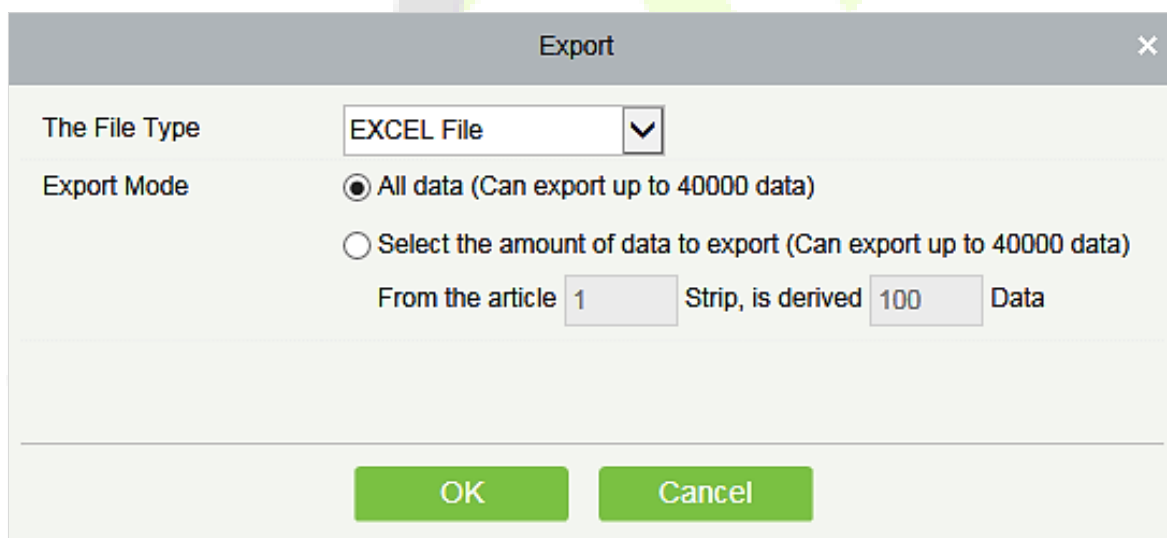 Export
The File Type EXCEL File
Export Mode All data (Can export up to 40000 data)
Select the amount of data to export (Can export up to 40000 data)
From the article 1 Strip, is derived 100 Data
OK Cancel